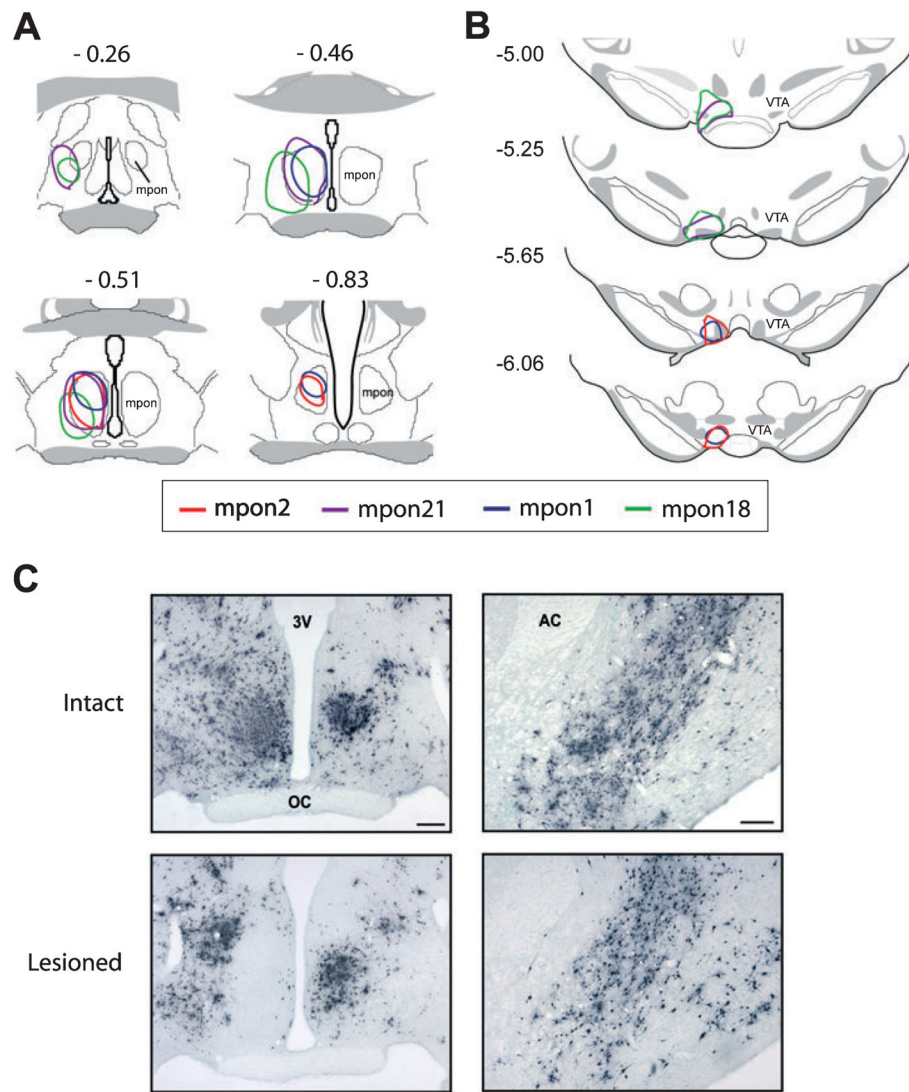 A
- 0.26
- 0.46
mpon
mpon
- 0.51
- 0.83
mpon
mpon
B
-5.00
VTA
-5.25
VTA
-5.65
VTA
-6.06
VTA
mpon2 mpon21 mpon1 mpon18
C
Intact
3V
OC
AC
Lesioned